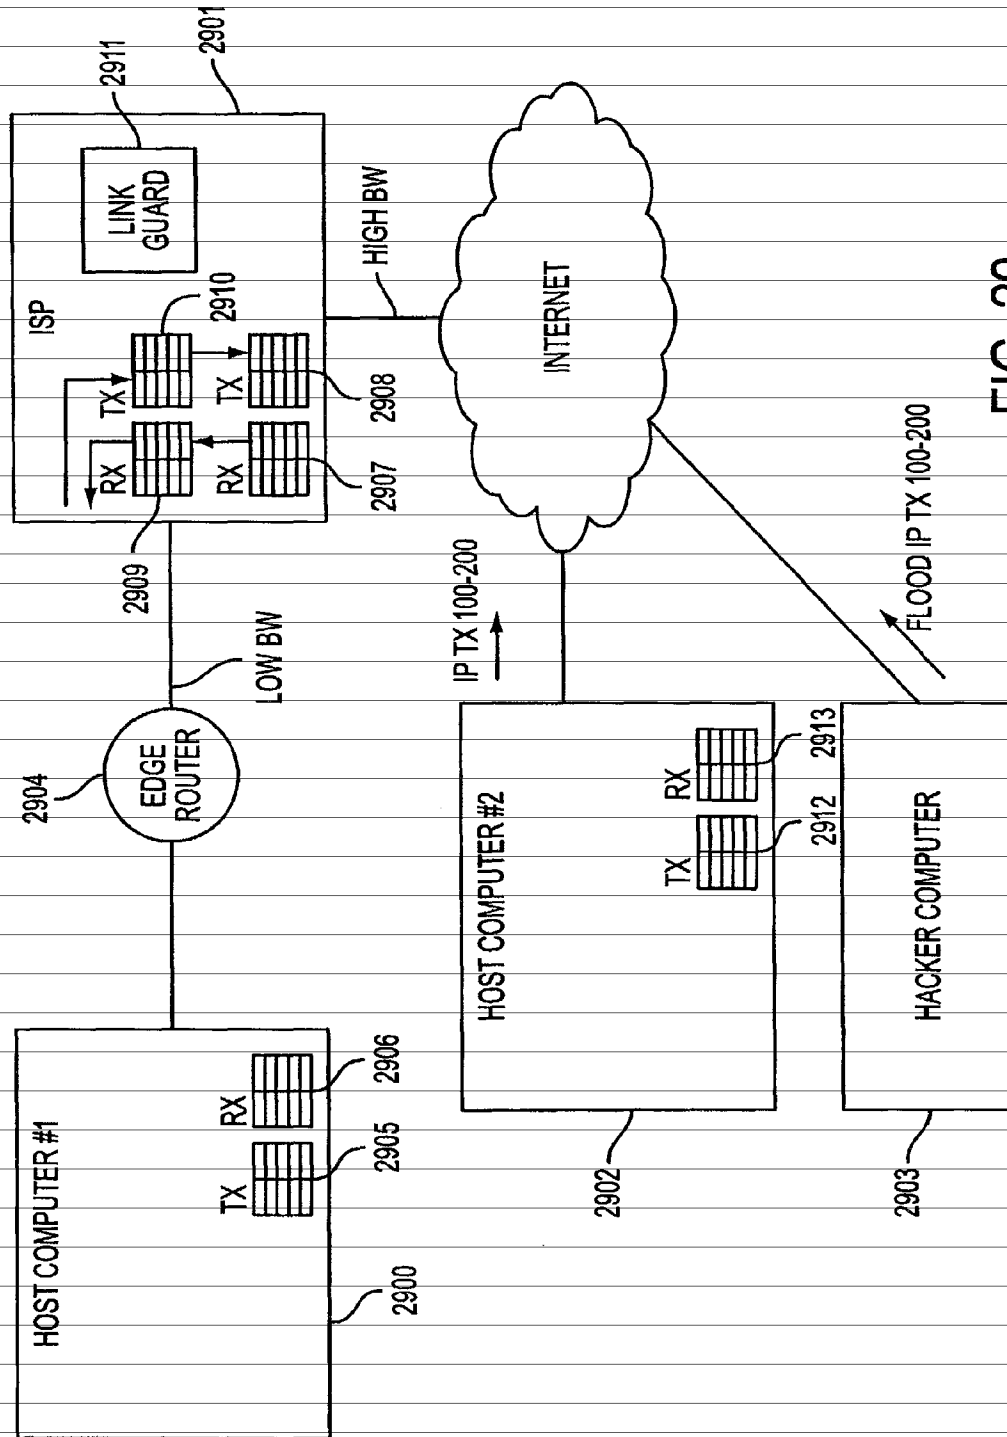 HOST COMPUTER #1
TX
RX
2905
2906
2900
2904
EDGE
ROUTER
LOW BW
ISP
2901
LINK
GUARD
2911
RX
TX
2909
2910
RX
TX
2907
2908
HIGH BW
INTERNET
IP TX 100-200
HOST COMPUTER #2
TX
RX
2912
2913
2902
HACKER COMPUTER
2903
FLOOD IP TX 100-200
FIG. 29